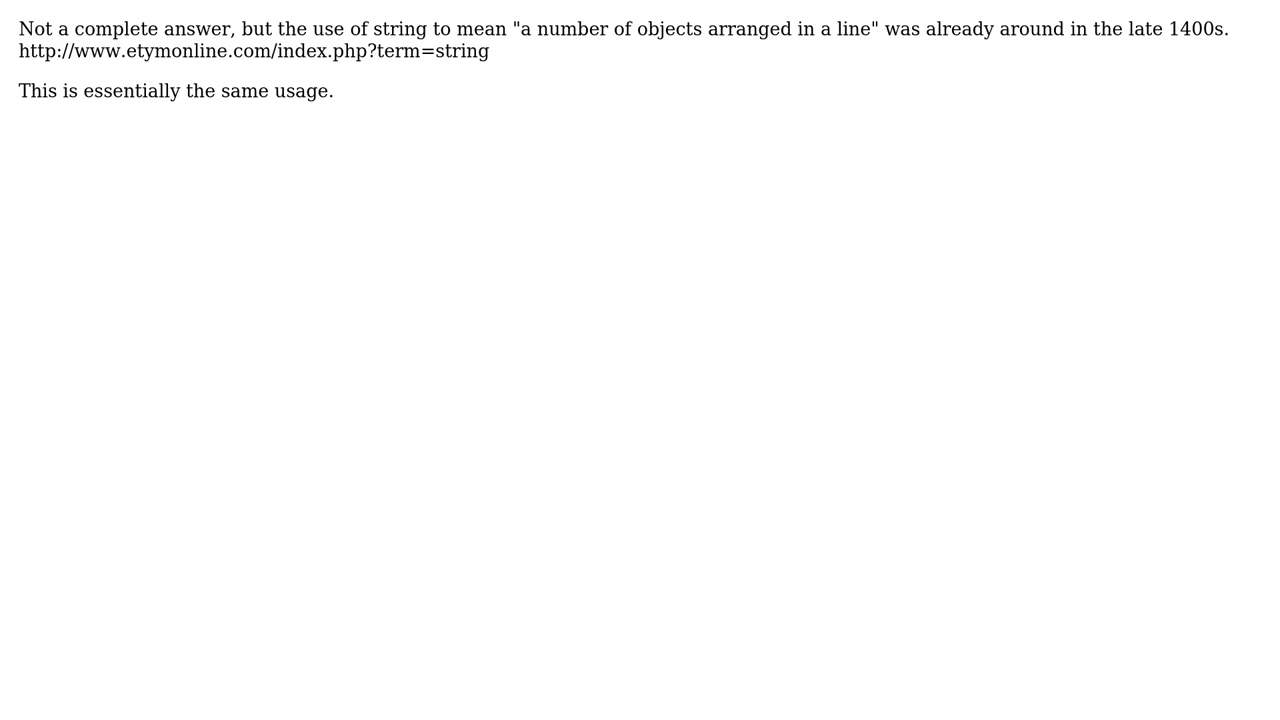 Not a complete answer, but the use of string to mean "a number of objects arranged in a line" was already around in the late 1400s.
http://www.etymonline.com/index.php?term=string
This is essentially the same usage.